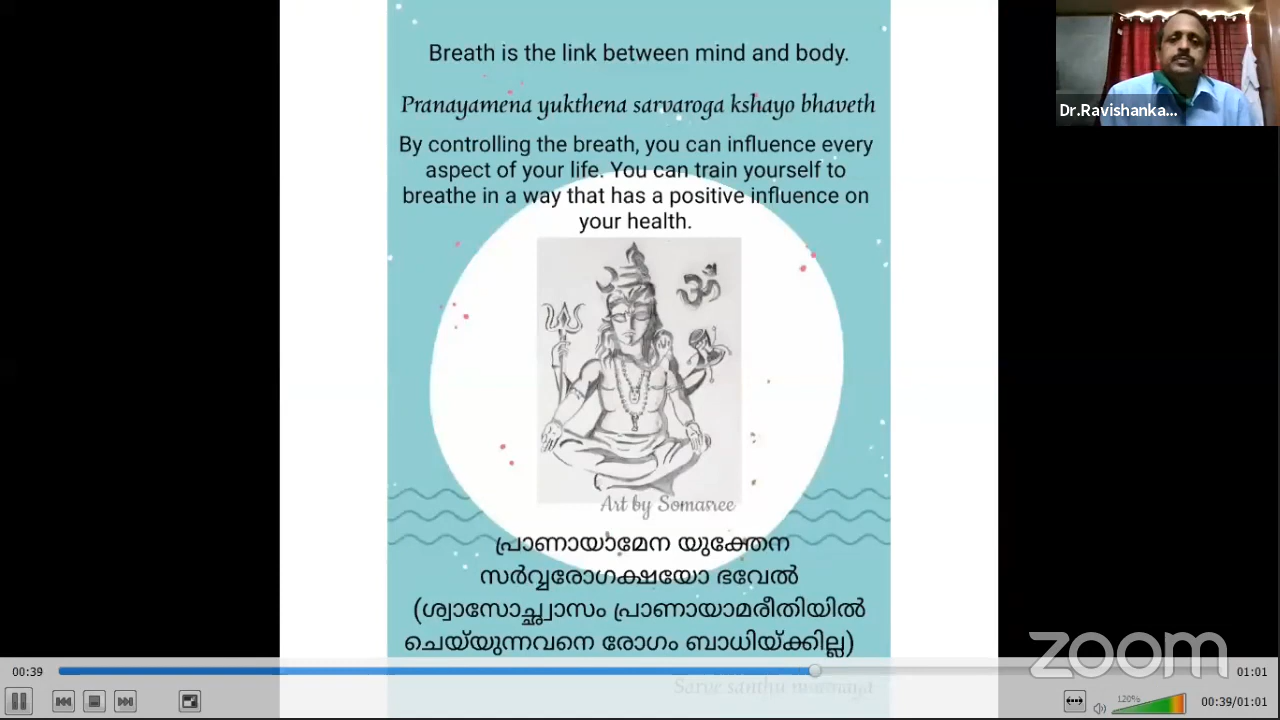 Breath is the link between mind and body.
Pranayamena yukthena sarvaroga kshayo bhaveth
By controlling the breath, you can influence every
aspect of your life. You can train yourself to
breathe in a way that has a positive influence on
your health.
ॐ
Art by Somasree
പ്രാണായാമേന യുക്തേന
സർവ്വരോഗക്ഷയോ ഭവേൽ
(ശ്വാസോച്ഛ്വാസം പ്രാണായാമരീതിയിൽ
ചെയ്യുന്നവനെ രോഗം ബാധിയ്ക്കില്ല)
Sarve santhu
Dr.Ravishanka...
zoom
00:39
01:01
120%
00:39/01:01